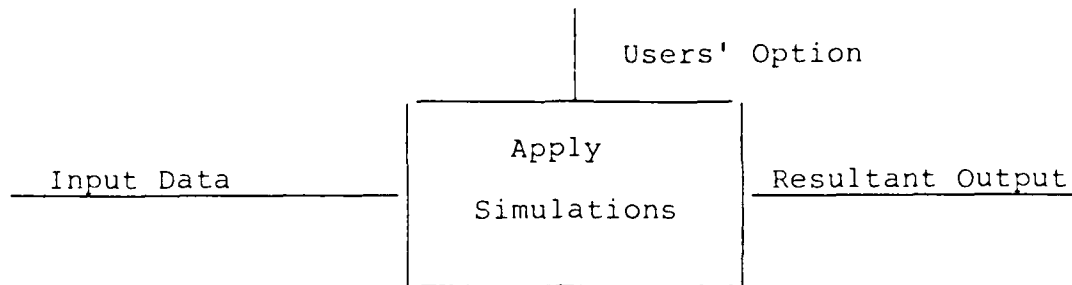 Users' Option
Apply
Input Data
Resultant Output
Simulations